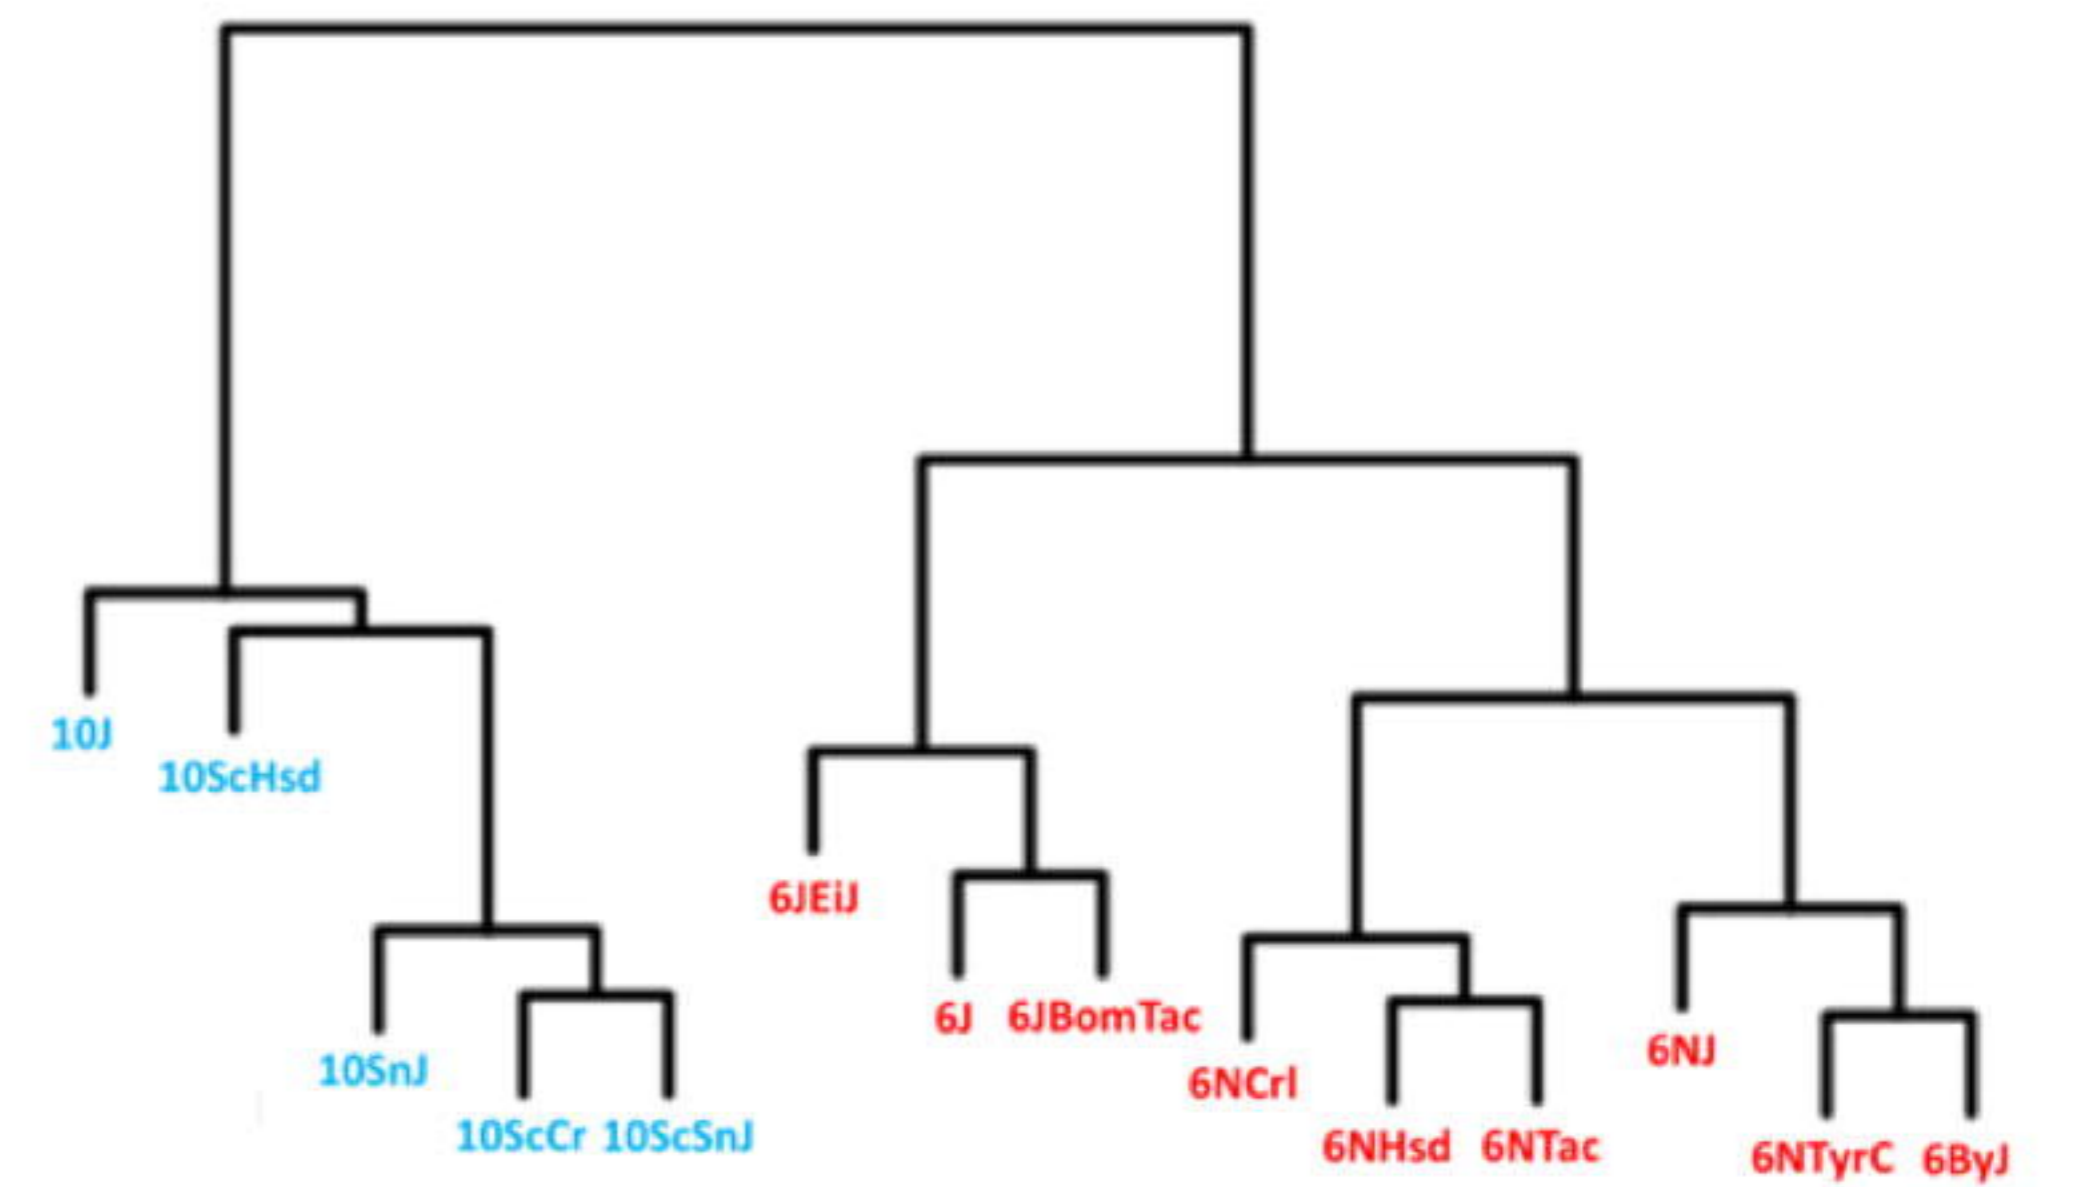 10J
10ScHsd
6JEiJ
6J 6JBomTac
10SnJ
6NJ
6NCrl
10ScCr 10ScSnJ
6NHsd 6NTac
6NTyrC 6ByJ